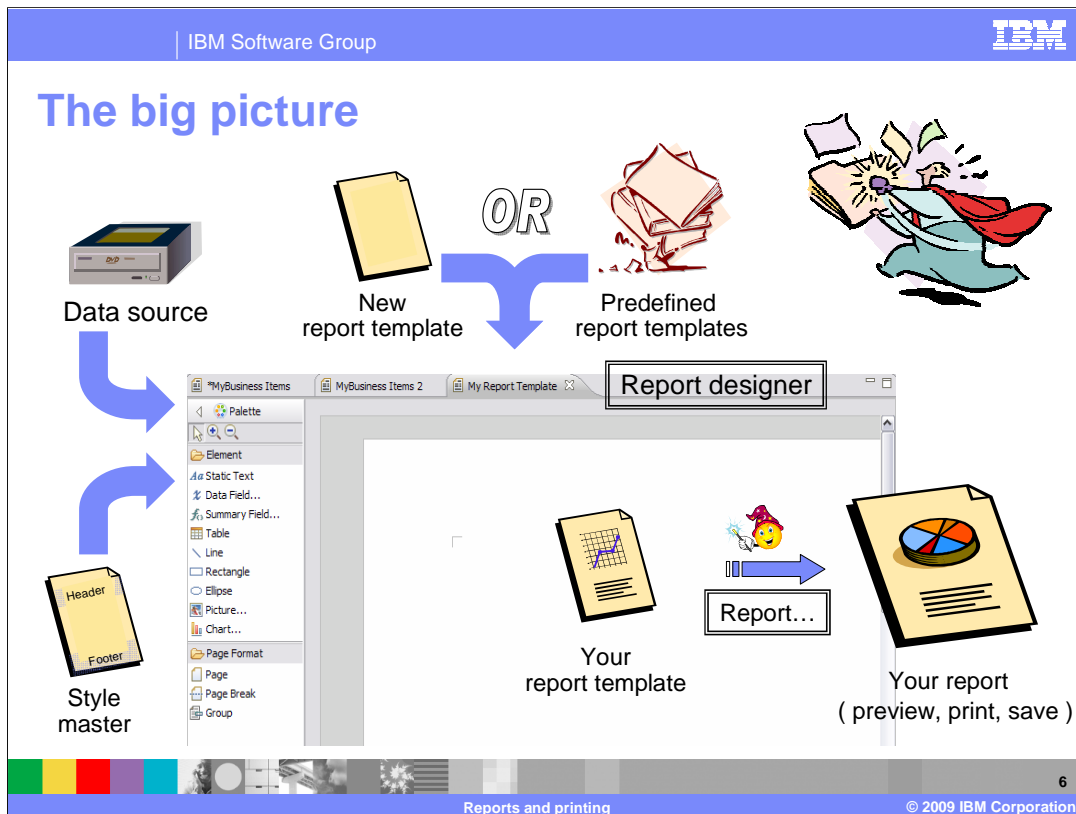 IBM Software Group
IBM
The big picture
OR
Data source
New
report template
Predefined
report templates
*MyBusiness Items
MyBusiness Items 2
My Report Template
Report designer
Palette
Element
Aa Static Text
Data Field...
Summary Field...
Table
Line
Rectangle
Ellipse
Picture...
Chart...
Page Format
Page
Page Break
Group
Header
Footer
Style
master
Your
report template
Report…
Your report
( preview, print, save )
6
Reports and printing
© 2009 IBM Corporation